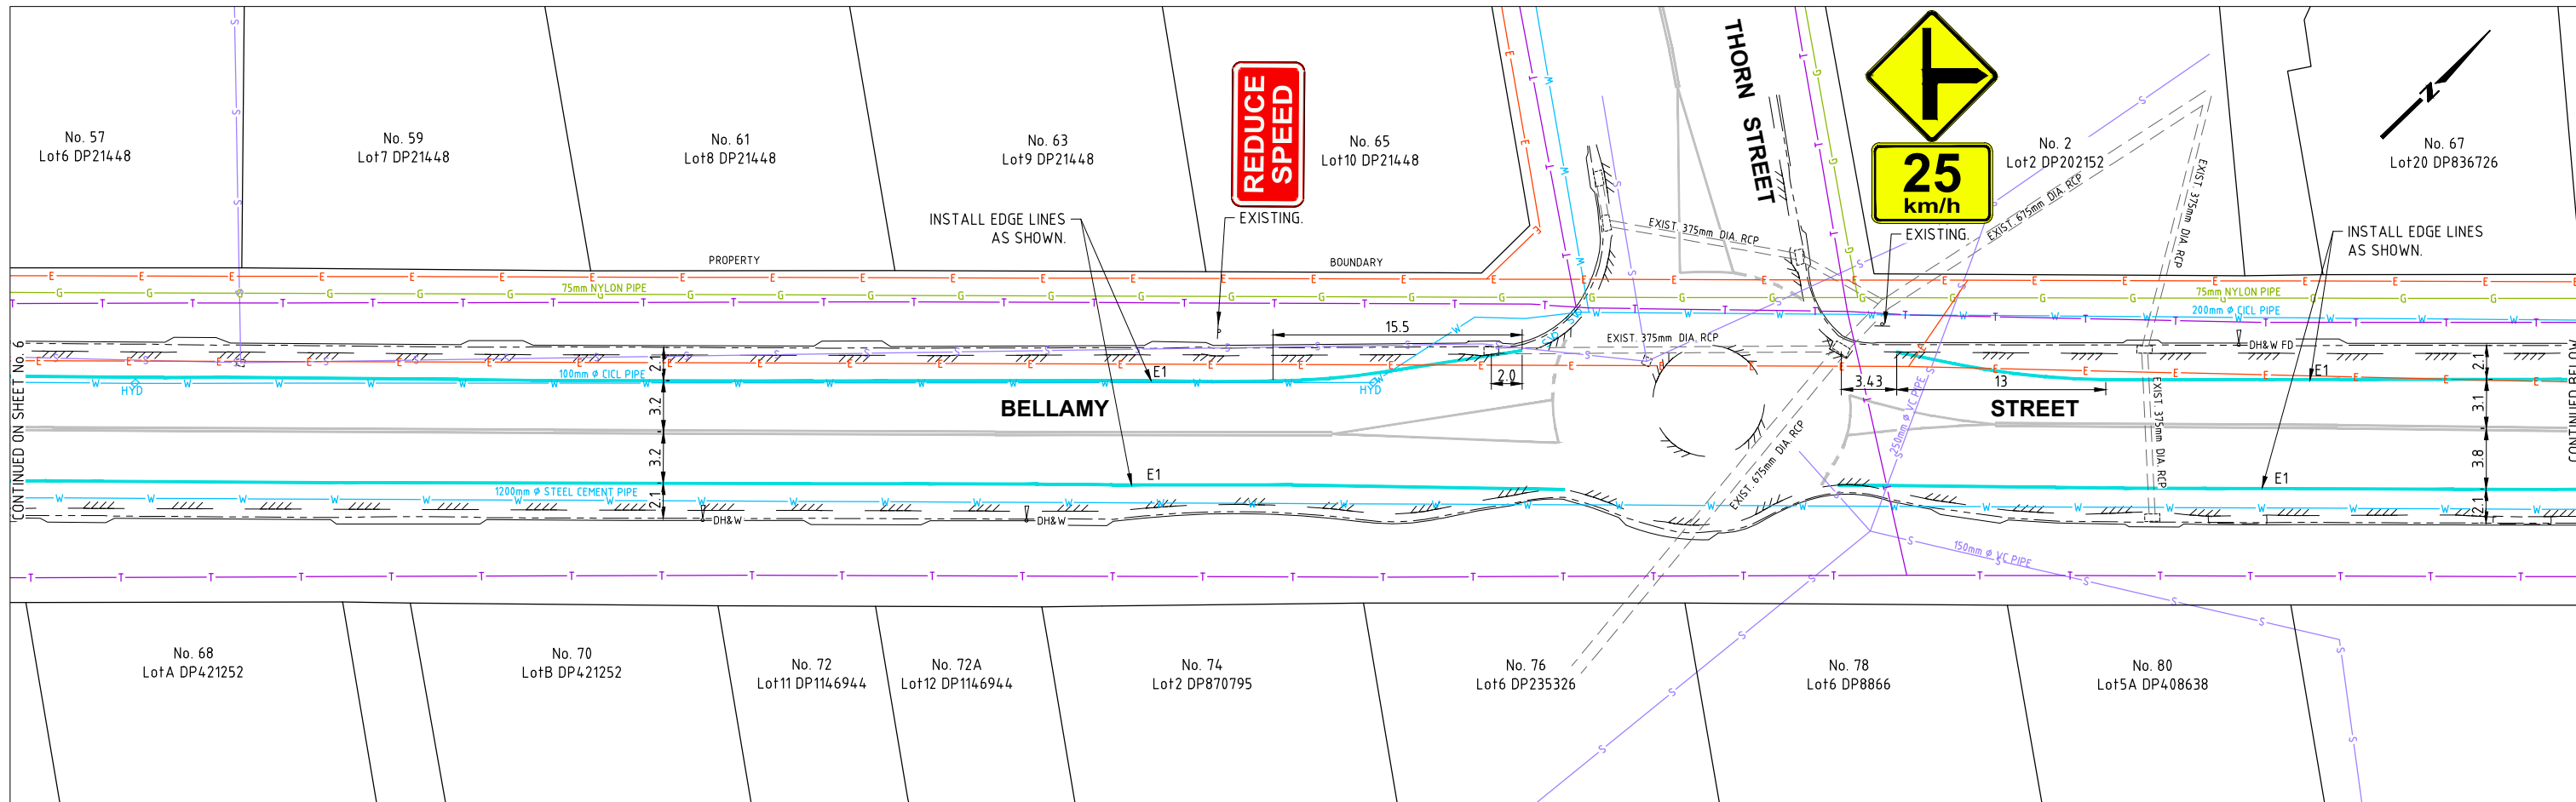 No. 57
Lot6 DP21448
No. 59
Lot7 DP21448
No. 61
Lot8 DP21448
No. 63
Lot9 DP21448
REDUCE
SPEED
EXISTING.
No. 65
Lot10 DP21448
THORN STREET
25
km/h
EXISTING.
No. 2
Lot2 DP202152
N
No. 67
Lot20 DP836726
INSTALL EDGE LINES
AS SHOWN.
INSTALL EDGE LINES
AS SHOWN.
EXIST. 375mm DIA. RCP
EXIST. 675mm DIA. RCP
EXIST. 375mm DIA. RCP
PROPERTY
BOUNDARY
75mm NYLON PIPE
75mm NYLON PIPE
200mm ϕ CICL PIPE
15.5
EXIST. 375mm DIA. RCP
DH&W FD
CONTINUED ON SHEET No. 6
100mm ϕ CICL PIPE
HYD
2.1
E1
HYD
2.0
3.43
13
E1
2.1
CONTINUED BELOW
BELLAMY
STREET
3.2
3.2
2.1
3.1
3.8
2.1
250mm ϕ VC PIPE
EXIST. 375mm DIA. RCP
EXIST. 675mm DIA. RCP
E1
E1
1200mm ϕ STEEL CEMENT PIPE
DH&W
DH&W
150mm ϕ VC PIPE
No. 68
LotA DP421252
No. 70
LotB DP421252
No. 72
Lot11 DP1146944
No. 72A
Lot12 DP1146944
No. 74
Lot2 DP870795
No. 76
Lot6 DP235326
No. 78
Lot6 DP8866
No. 80
Lot5A DP408638